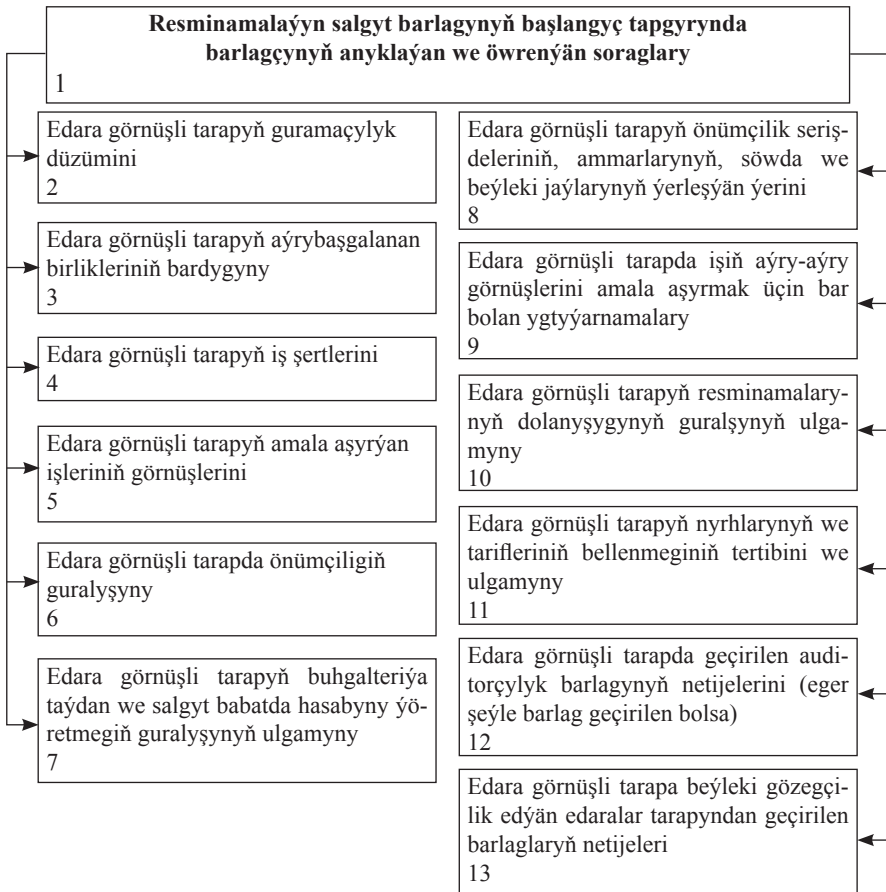 Resminamalaýyn salgyt barlagynyň başlangyç tapgyrynda
barlagçynyň anyklaýan we öwrenýän soraglary
1
Edara görnüşli tarapyň guramaçylyk
düzümini
2
Edara görnüşli tarapyň aýrybaşgalanan
birlikleriniň bardygyny
3
Edara görnüşli tarapyň iş şertlerini
4
Edara görnüşli tarapyň amala aşyrýan
işleriniň görnüşlerini
5
Edara görnüşli tarapda önümçiligiň
guralyşyny
6
Edara görnüşli tarapyň buhgalteriýa
taýdan we salgyt babatda hasabyny ýö-
retmegiň guralyşynyň ulgamyny
7
Edara görnüşli tarapyň önümçilik seriş-
deleriniň, ammarlarynyň, söwda we
beýleki jaýlarynyň ýerleşýän ýerini
8
Edara görnüşli tarapda işiň aýry-aýry
görnüşlerini amala aşyrmak üçin bar
bolan ygtyýarnamalary
9
Edara görnüşli tarapyň resminamalary-
nyň dolanyşygynyň guralşynyň ulga-
myny
10
Edara görnüşli tarapyň nyrhlarynyň we
tarifleriniň bellenmeginiň tertibini we
ulgamyny
11
Edara görnüşli tarapda geçirilen audi-
torçylyk barlagynyň netijelerini (eger
şeýle barlag geçirilen bolsa)
12
Edara görnüşli tarapa beýleki gözegçi-
lik edýän edaralar tarapyndan geçirilen
barlaglaryň netijeleri
13